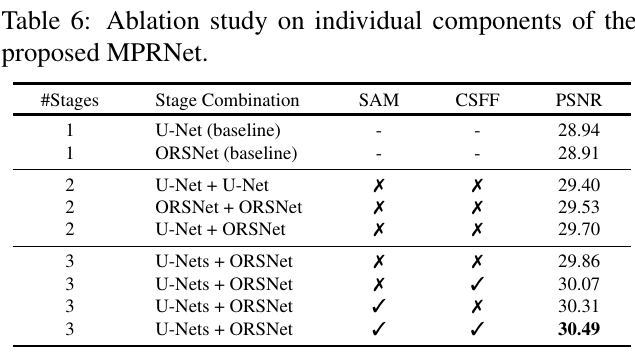 Table 6: Ablation study on individual components of the
proposed MPRNet.
#Stages Stage Combination SAM CSFF PSNR
1 U-Net (baseline) - - 28.94
1 ORSNet (baseline) - - 28.91
2 U-Net + U-Net ✗ ✗ 29.40
2 ORSNet + ORSNet ✗ ✗ 29.53
2 U-Net + ORSNet ✗ ✗ 29.70
3 U-Nets + ORSNet ✗ ✗ 29.86
3 U-Nets + ORSNet ✗ ✓ 30.07
3 U-Nets + ORSNet ✓ ✗ 30.31
3 U-Nets + ORSNet ✓ ✓ 30.49